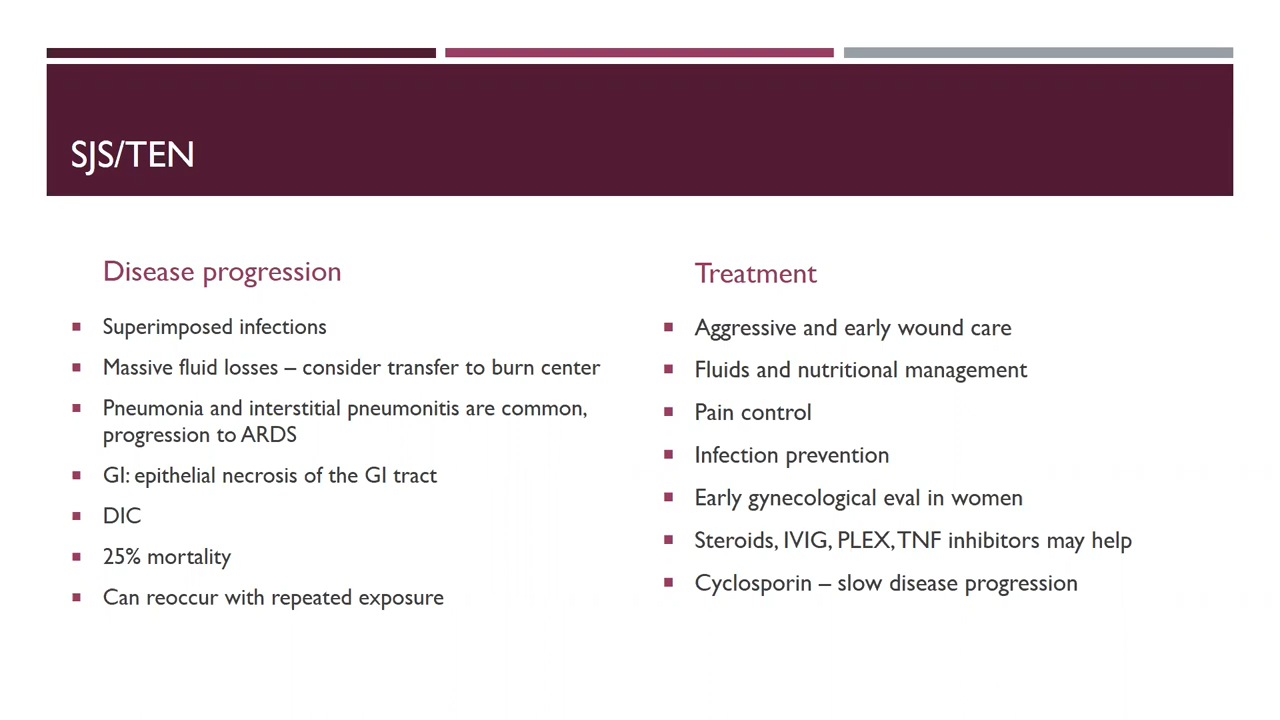 SJS/TEN
Disease progression
▪ Superimposed infections
▪ Massive fluid losses – consider transfer to burn center
▪ Pneumonia and interstitial pneumonitis are common,
progression to ARDS
▪ GI: epithelial necrosis of the GI tract
▪ DIC
▪ 25% mortality
▪ Can reoccur with repeated exposure
Treatment
▪ Aggressive and early wound care
▪ Fluids and nutritional management
▪ Pain control
▪ Infection prevention
▪ Early gynecological eval in women
▪ Steroids, IVIG, PLEX, TNF inhibitors may help
▪ Cyclosporin – slow disease progression